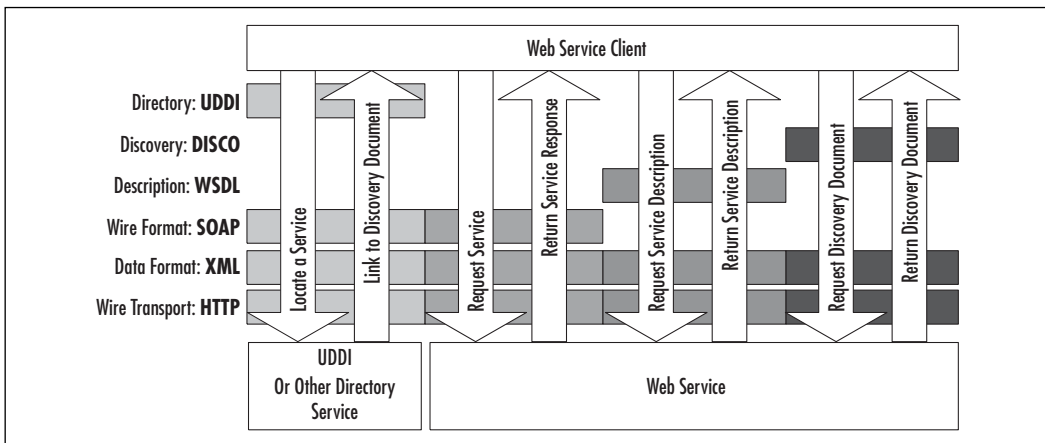 Web Service Client
Directory: UDDI
Discovery: DISCO
Description: WSDL
Wire Format: SOAP
Data Format: XML
Wire Transport: HTTP
Locate a Service
Link to Discovery Document
Request Service
Return Service Response
Request Service Description
Return Service Description
Request Discovery Document
Return Discovery Document
UDDI
Or Other Directory
Service
Web Service